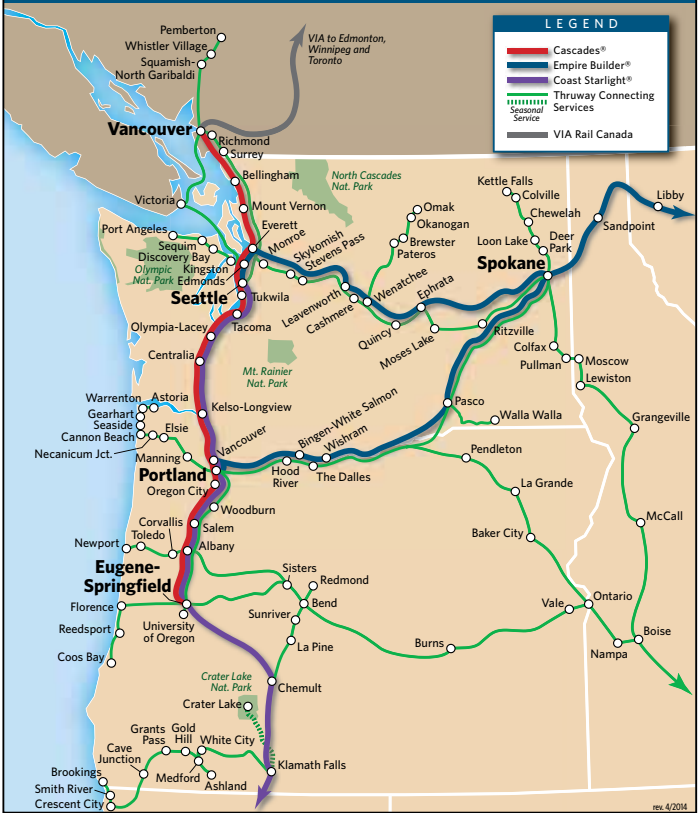 LEGEND
Cascades®
Empire Builder®
Coast Starlight®
Thruway Connecting
Services
Seasonal
Service
VIA Rail Canada
Pemberton
Whistler Village
Squamish-
North Garibaldi
VIA to Edmonton,
Winnipeg and
Toronto
Vancouver
Richmond
Surrey
Bellingham
North Cascades
Nat. Park
Victoria
Mount Vernon
Port Angeles
Everett
Monroe
Sequim
Discovery Bay
Olympic
Nat. Park
Kingston
Edmonds
Skykomish
Stevens Pass
Seattle
Tukwila
Leavenworth
Cashmere
Wenatchee
Omak
Okanogan
Brewster
Pateros
Kettle Falls
Colville
Chewelah
Loon Lake
Deer
Park
Spokane
Sandpoint
Libby
Ephrata
Quincy
Moses Lake
Ritzville
Olympia-Lacey
Tacoma
Centralia
Mt. Rainier
Nat. Park
Colfax
Pullman
Moscow
Lewiston
Grangeville
Warrenton
Astoria
Gearhart
Seaside
Cannon Beach
Elsie
Necanicum Jct.
Manning
Kelso-Longview
Vancouver
Bingen-White Salmon
Wishram
Pasco
Walla Walla
Portland
Oregon City
Hood
River
The Dalles
Pendleton
La Grande
Woodburn
Baker City
McCall
Corvallis
Toledo
Newport
Salem
Albany
Eugene-
Springfield
Sisters
Redmond
Bend
Sunriver
Florence
Reedsport
Coos Bay
University
of Oregon
La Pine
Burns
Vale
Ontario
Nampa
Boise
Crater Lake
Nat. Park
Crater Lake
Chemult
Grants
Pass
Gold
Hill
White City
Cave
Junction
Medford
Ashland
Klamath Falls
Brookings
Smith River
Crescent City
rev. 4/2014